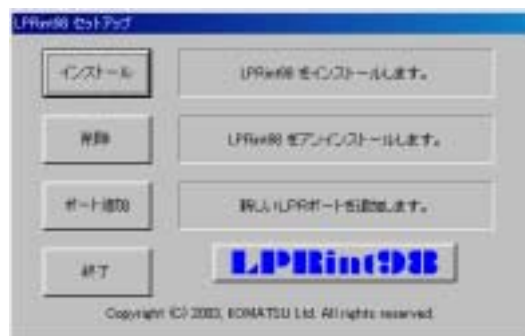 LPRint98 セットアップ
インストール
LPRint98 をインストールします。
削除
LPRint98 をアンインストールします。
ポート追加
新しいLPRポートを追加します。
終了
LPRint98
Copyright (C) 2003, KOMATSU Ltd. All rights reserved.